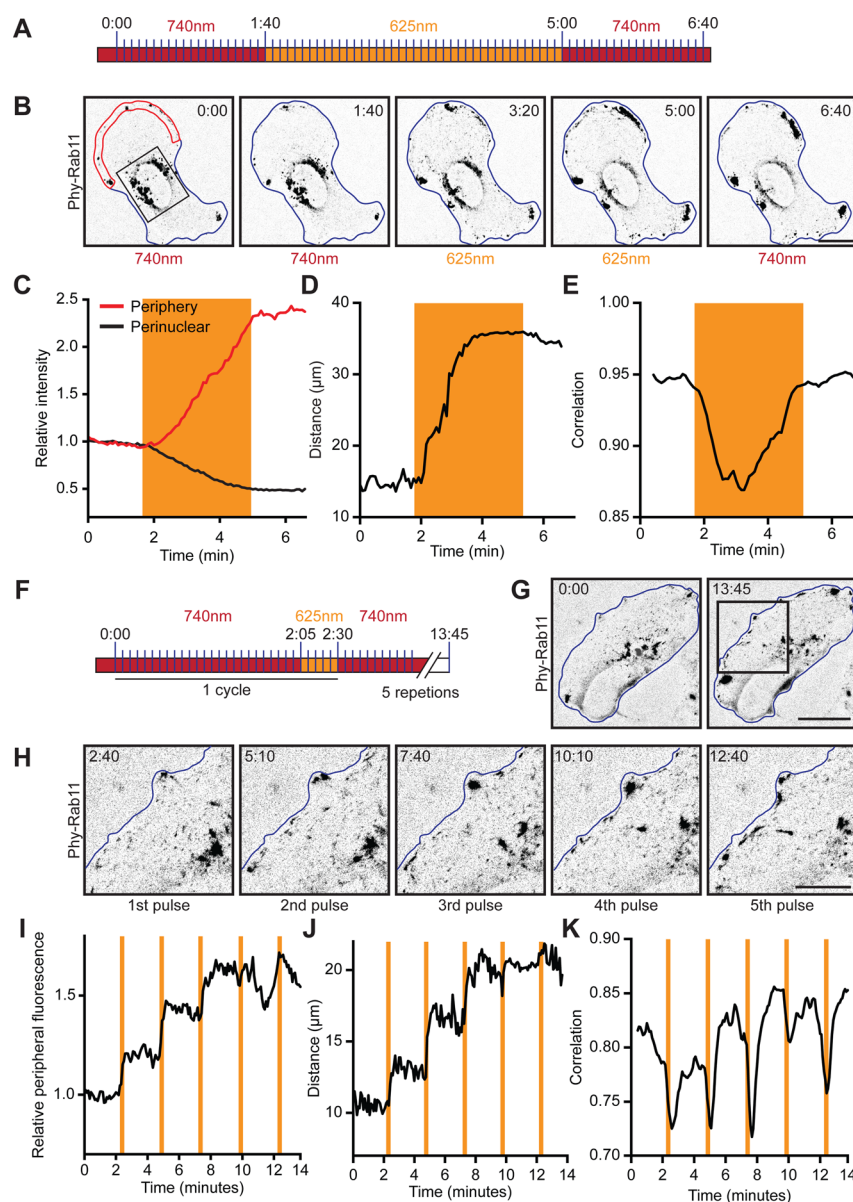 A
0:00 740nm 1:40 625nm 5:00 740nm 6:40
B
Phy-Rab11
0:00 1:40 3:20 5:00 6:40
740nm 740nm 625nm 625nm 740nm
C
Relative intensity
2.5
2.0
1.5
1.0
0.5
Periphery
Perinuclear
0 2 4 6
Time (min)
D
Distance (µm)
40
30
20
10
0 2 4 6
Time (min)
E
Correlation
1.00
0.95
0.90
0.85
0 2 4 6
Time (min)
F
740nm 625nm 740nm
0:00 2:05 2:30 13:45
1 cycle 5 repetions
G
Phy-Rab11
0:00 13:45
H
Phy-Rab11
2:40 5:10 7:40 10:10 12:40
1st pulse 2nd pulse 3rd pulse 4th pulse 5th pulse
I
Relative peripheral fluorescence
1.5
1.0
0 2 4 6 8 10 12 14
Time (minutes)
J
Distance (µm)
20
15
10
0 2 4 6 8 10 12 14
Time (minutes)
K
Correlation
0.90
0.85
0.80
0.75
0.70
0 2 4 6 8 10 12 14
Time (minutes)